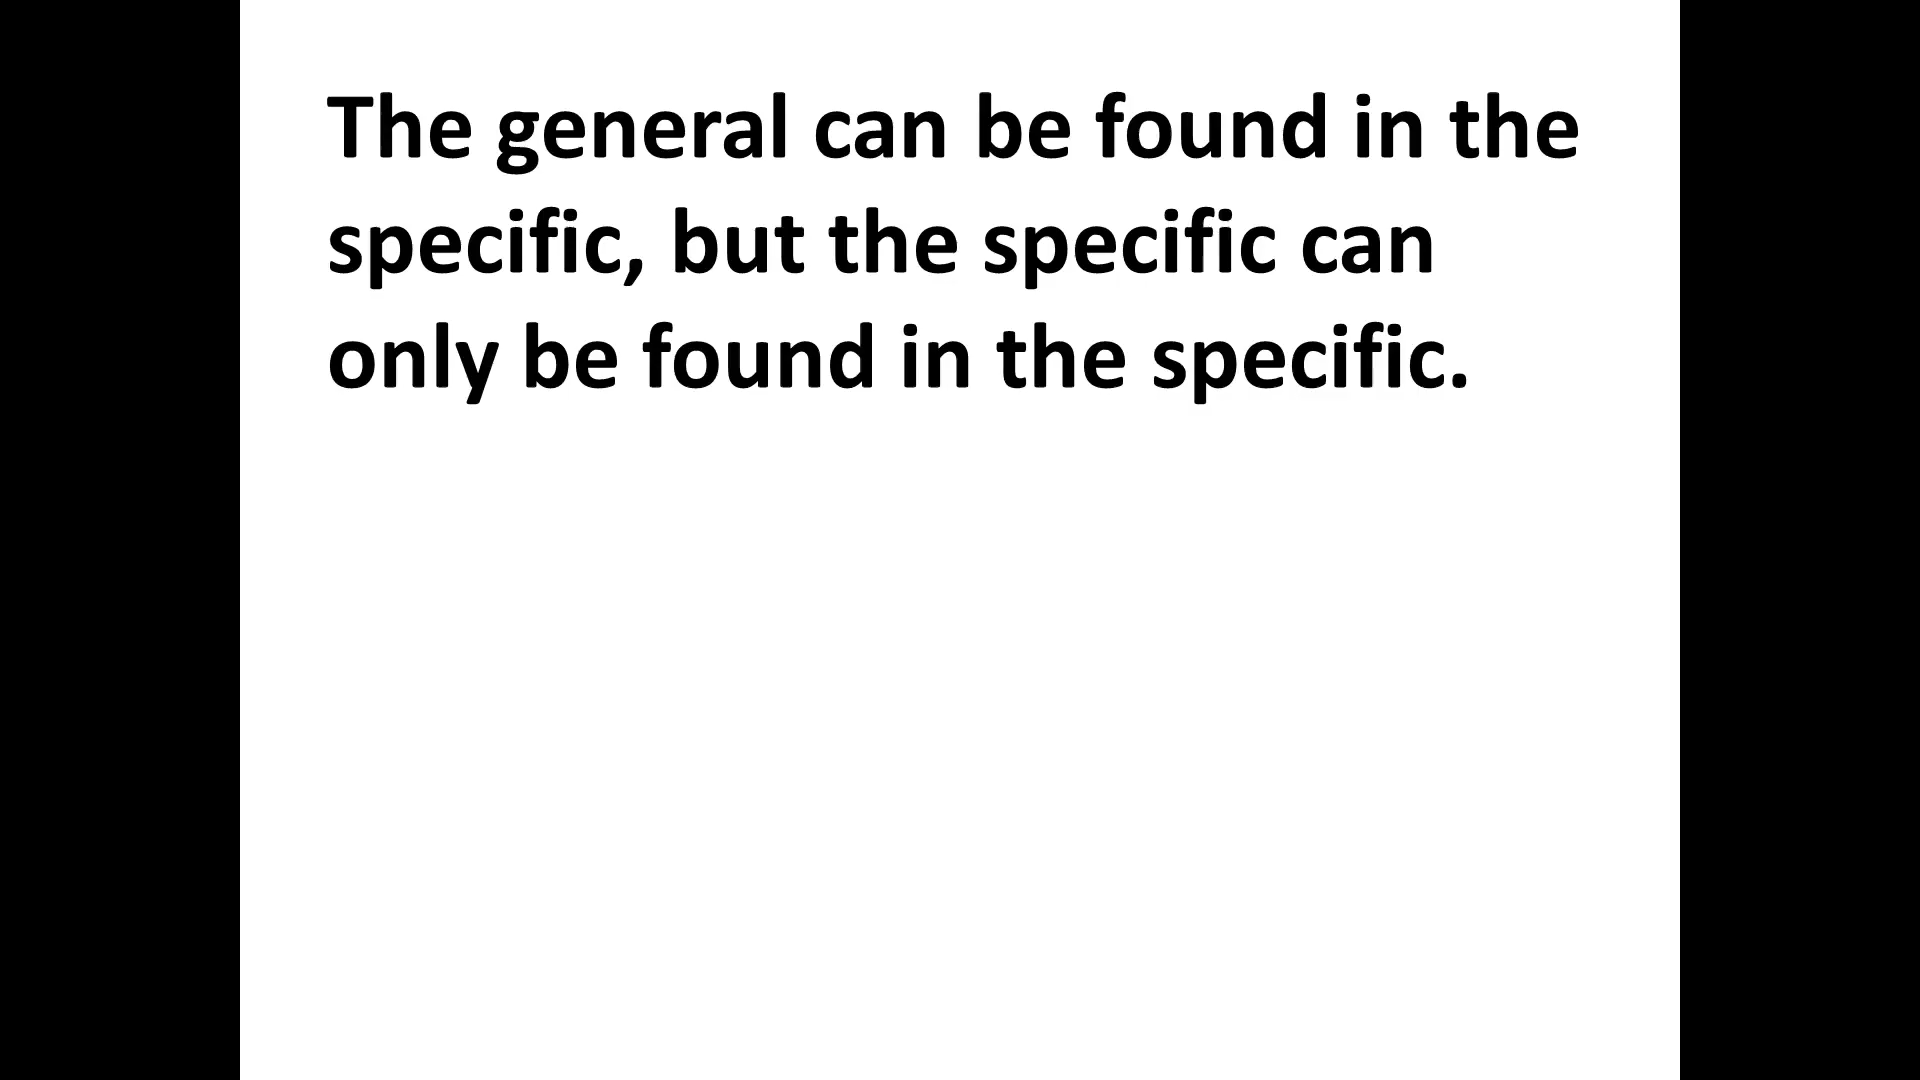 The general can be found in the
specific, but the specific can
only be found in the specific.